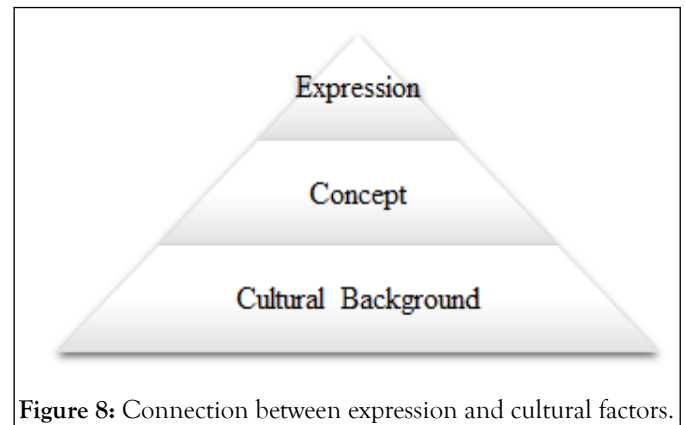 Expression
Concept
Cultural Background
Figure 8: Connection between expression and cultural factors.